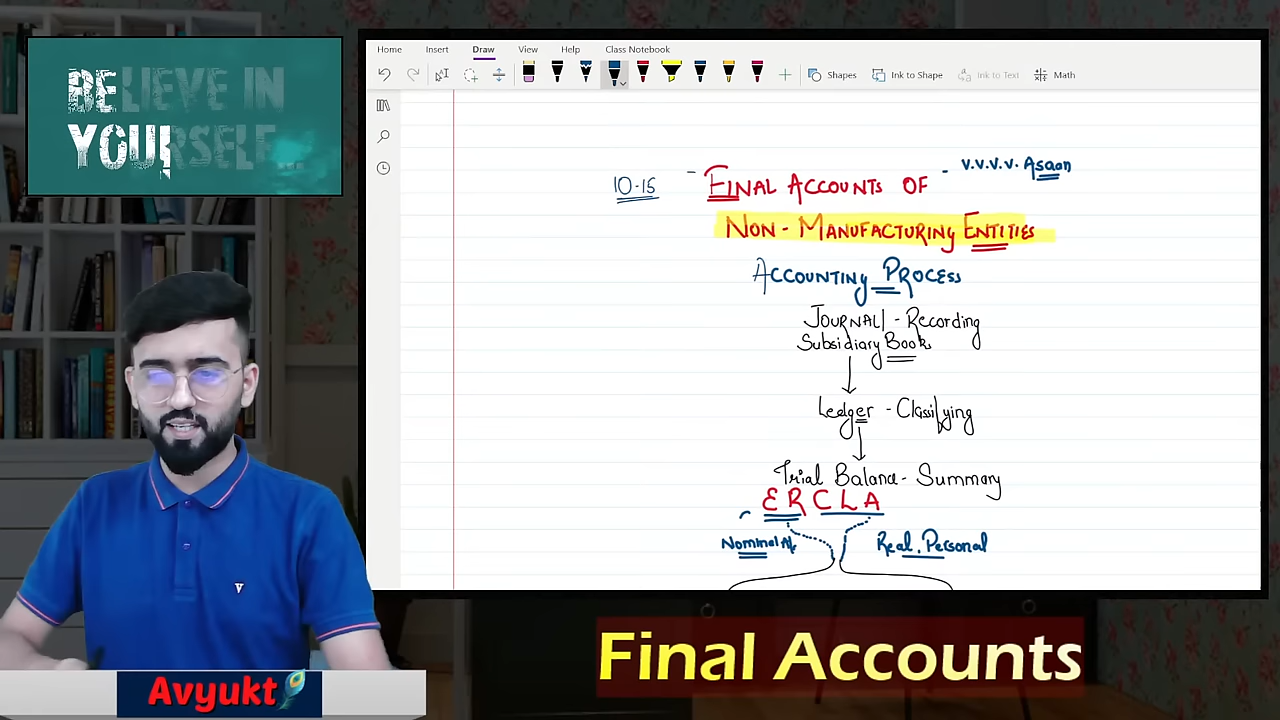 BELIEVE IN
YOURSELF...
Home Insert Draw View Help Class Notebook
Shapes Ink to Shape Ink to Text Math
10-15 - FINAL ACCOUNTS OF - V.V.V.V. Asaan
NON - MANUFACTURING ENTITIES
ACCOUNTING PROCESS
JOURNAL - Recording
Subsidiary Book
Ledger - Classifying
Trial Balance - Summary
E R C L A
Nominal A/c Real, Personal
Final Accounts
Avyukt